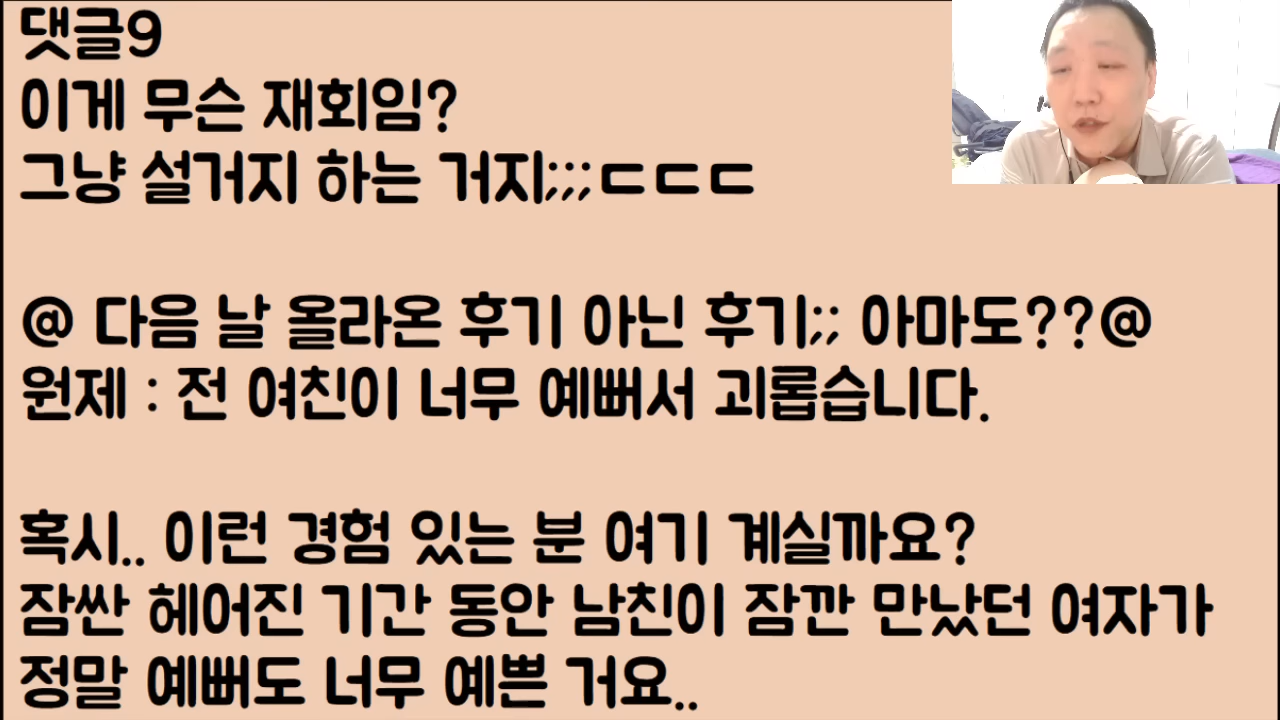 댓글9
이게 무슨 재회임?
그냥 설거지 하는 거지;;;ㄷㄷㄷ
@ 다음 날 올라온 후기 아닌 후기;; 아마도??@
원제 : 전 여친이 너무 예뻐서 괴롭습니다.
혹시.. 이런 경험 있는 분 여기 계실까요?
잠싼 헤어진 기간 동안 남친이 잠깐 만났던 여자가
정말 예뻐도 너무 예쁜 거요..